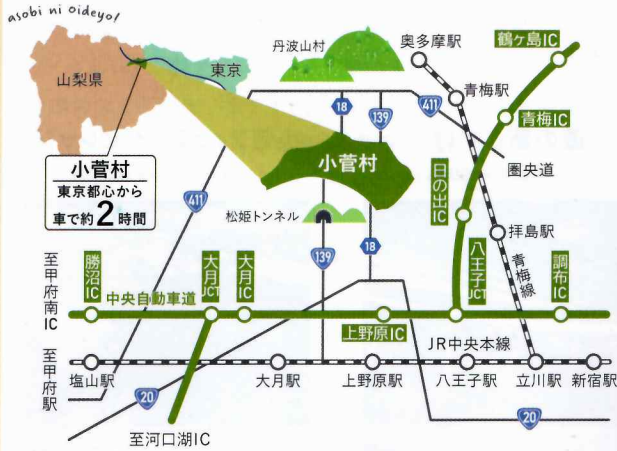 asobi ni oideyo!
山梨県
東京
丹波山村
奥多摩駅
鶴ヶ島IC
青梅駅
青梅IC
411
18
139
小菅村
小菅村
東京都心から
車で約2時間
圏央道
日の出IC
411
松姫トンネル
139
18
拝島駅
青梅線
至甲府南IC
勝沼IC
中央自動車道
大月JCT
大月IC
八王子JCT
調布IC
上野原IC
JR中央本線
至甲府駅
塩山駅
大月駅
上野原駅
八王子駅
立川駅
新宿駅
20
20
至河口湖IC